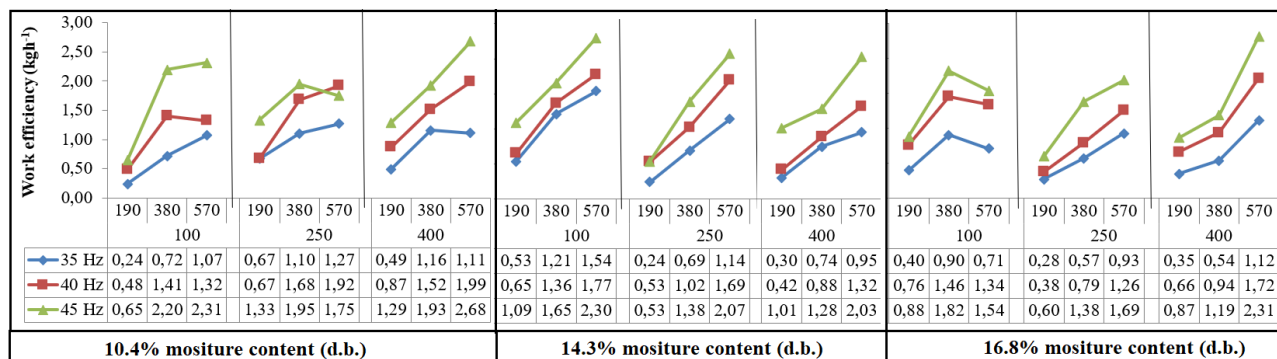 3,00
2,50
2,00
1,50
1,00
0,50
0,00
Work efficiency (kgh-1)
190 380 570 190 380 570 190 380 570 190 380 570 190 380 570 190 380 570 190 380 570 190 380 570 190 380 570
100 250 400 100 250 400 100 250 400
35 Hz 0,24 0,72 1,07 0,67 1,10 1,27 0,49 1,16 1,11 0,53 1,21 1,54 0,24 0,69 1,14 0,30 0,74 0,95 0,40 0,90 0,71 0,28 0,57 0,93 0,35 0,54 1,12
40 Hz 0,48 1,41 1,32 0,67 1,68 1,92 0,87 1,52 1,99 0,65 1,36 1,77 0,53 1,02 1,69 0,42 0,88 1,32 0,76 1,46 1,34 0,38 0,79 1,26 0,66 0,94 1,72
45 Hz 0,65 2,20 2,31 1,33 1,95 1,75 1,29 1,93 2,68 1,09 1,65 2,30 0,53 1,38 2,07 1,01 1,28 2,03 0,88 1,82 1,54 0,60 1,38 1,69 0,87 1,19 2,31
10.4% mositure content (d.b.) 14.3% mositure content (d.b.) 16.8% mositure content (d.b.)